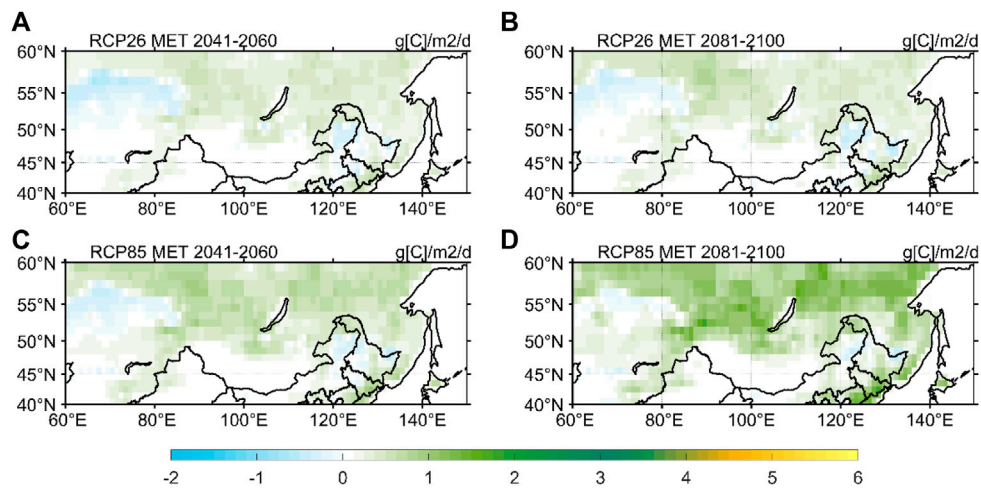 A
RCP26 MET 2041-2060 g[C]/m2/d
60°N
55°N
50°N
45°N
40°N
60°E 80°E 100°E 120°E 140°E
B
RCP26 MET 2081-2100 g[C]/m2/d
60°N
55°N
50°N
45°N
40°N
60°E 80°E 100°E 120°E 140°E
C
RCP85 MET 2041-2060 g[C]/m2/d
60°N
55°N
50°N
45°N
40°N
60°E 80°E 100°E 120°E 140°E
D
RCP85 MET 2081-2100 g[C]/m2/d
60°N
55°N
50°N
45°N
40°N
60°E 80°E 100°E 120°E 140°E
-2 -1 0 1 2 3 4 5 6